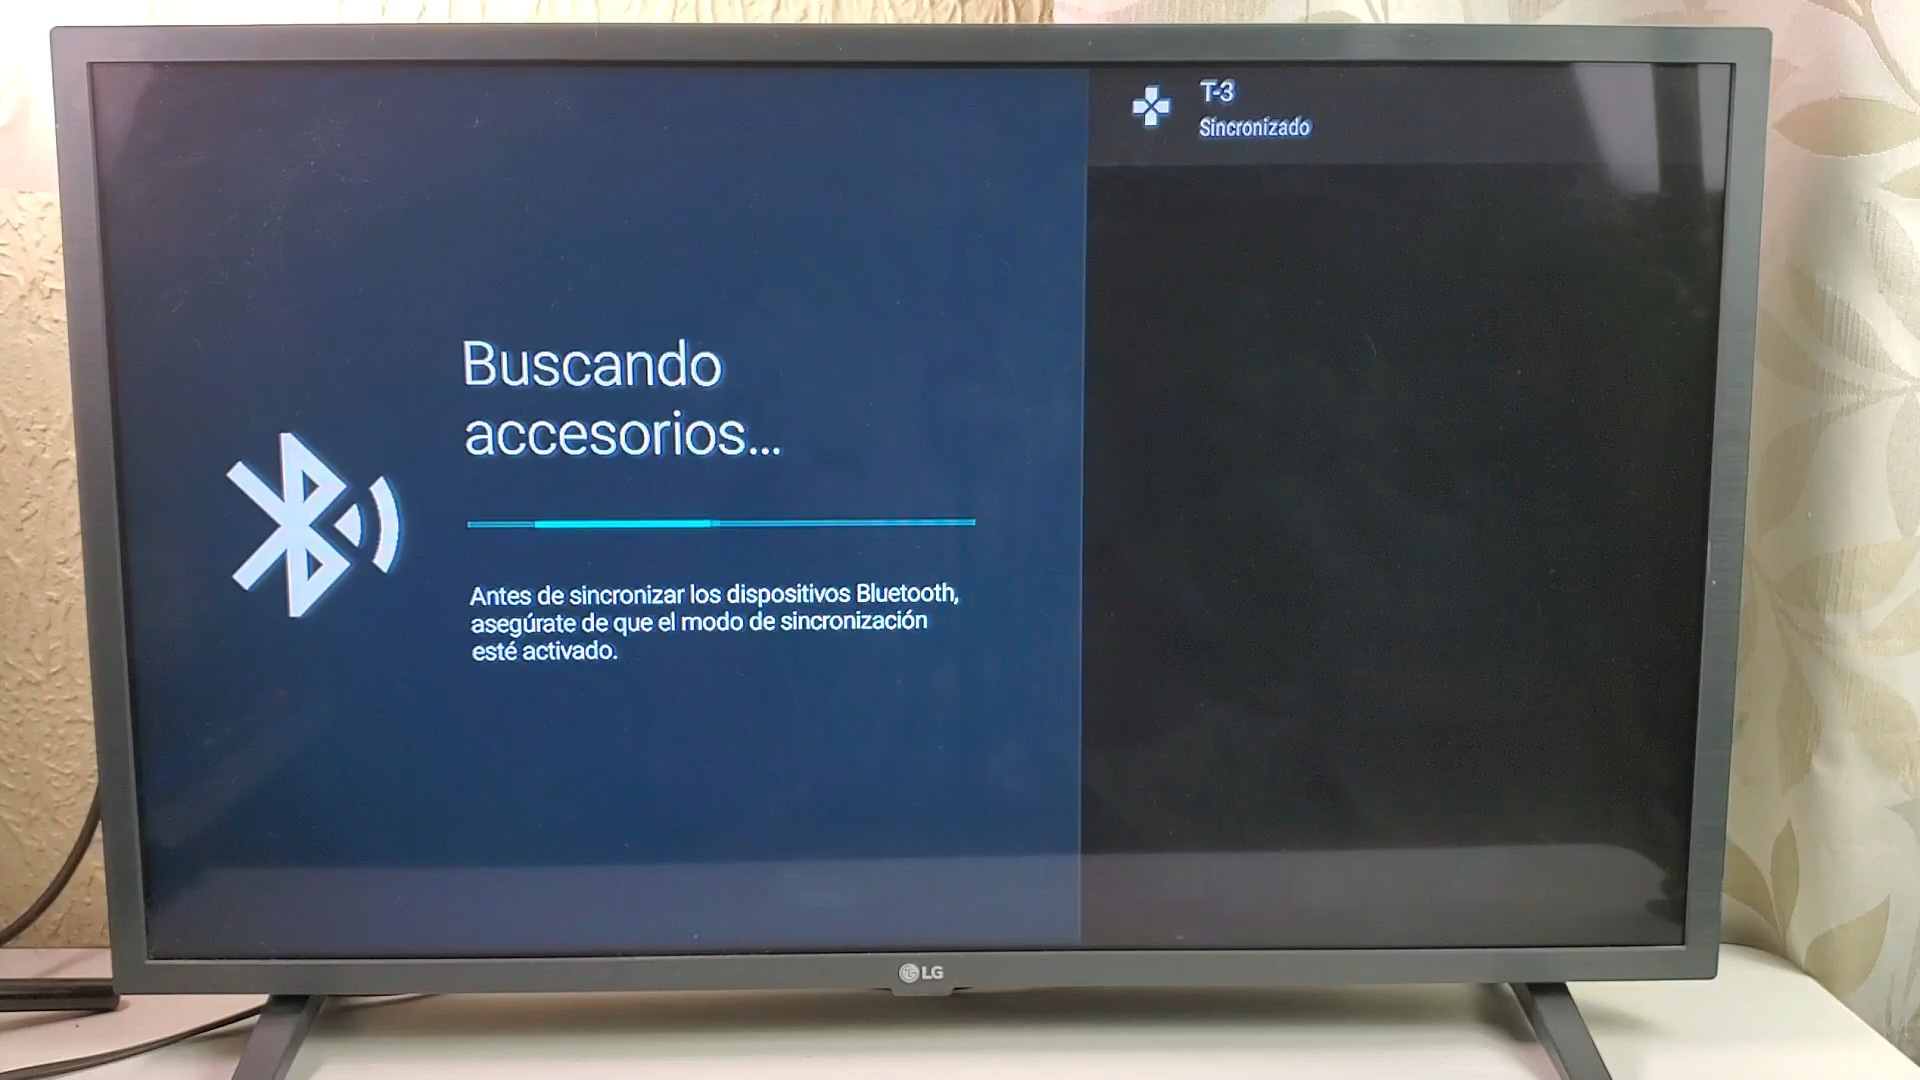 Buscando
accesorios...
Antes de sincronizar los dispositivos Bluetooth,
asegúrate de que el modo de sincronización
esté activado.
T-3
Sincronizado
LG